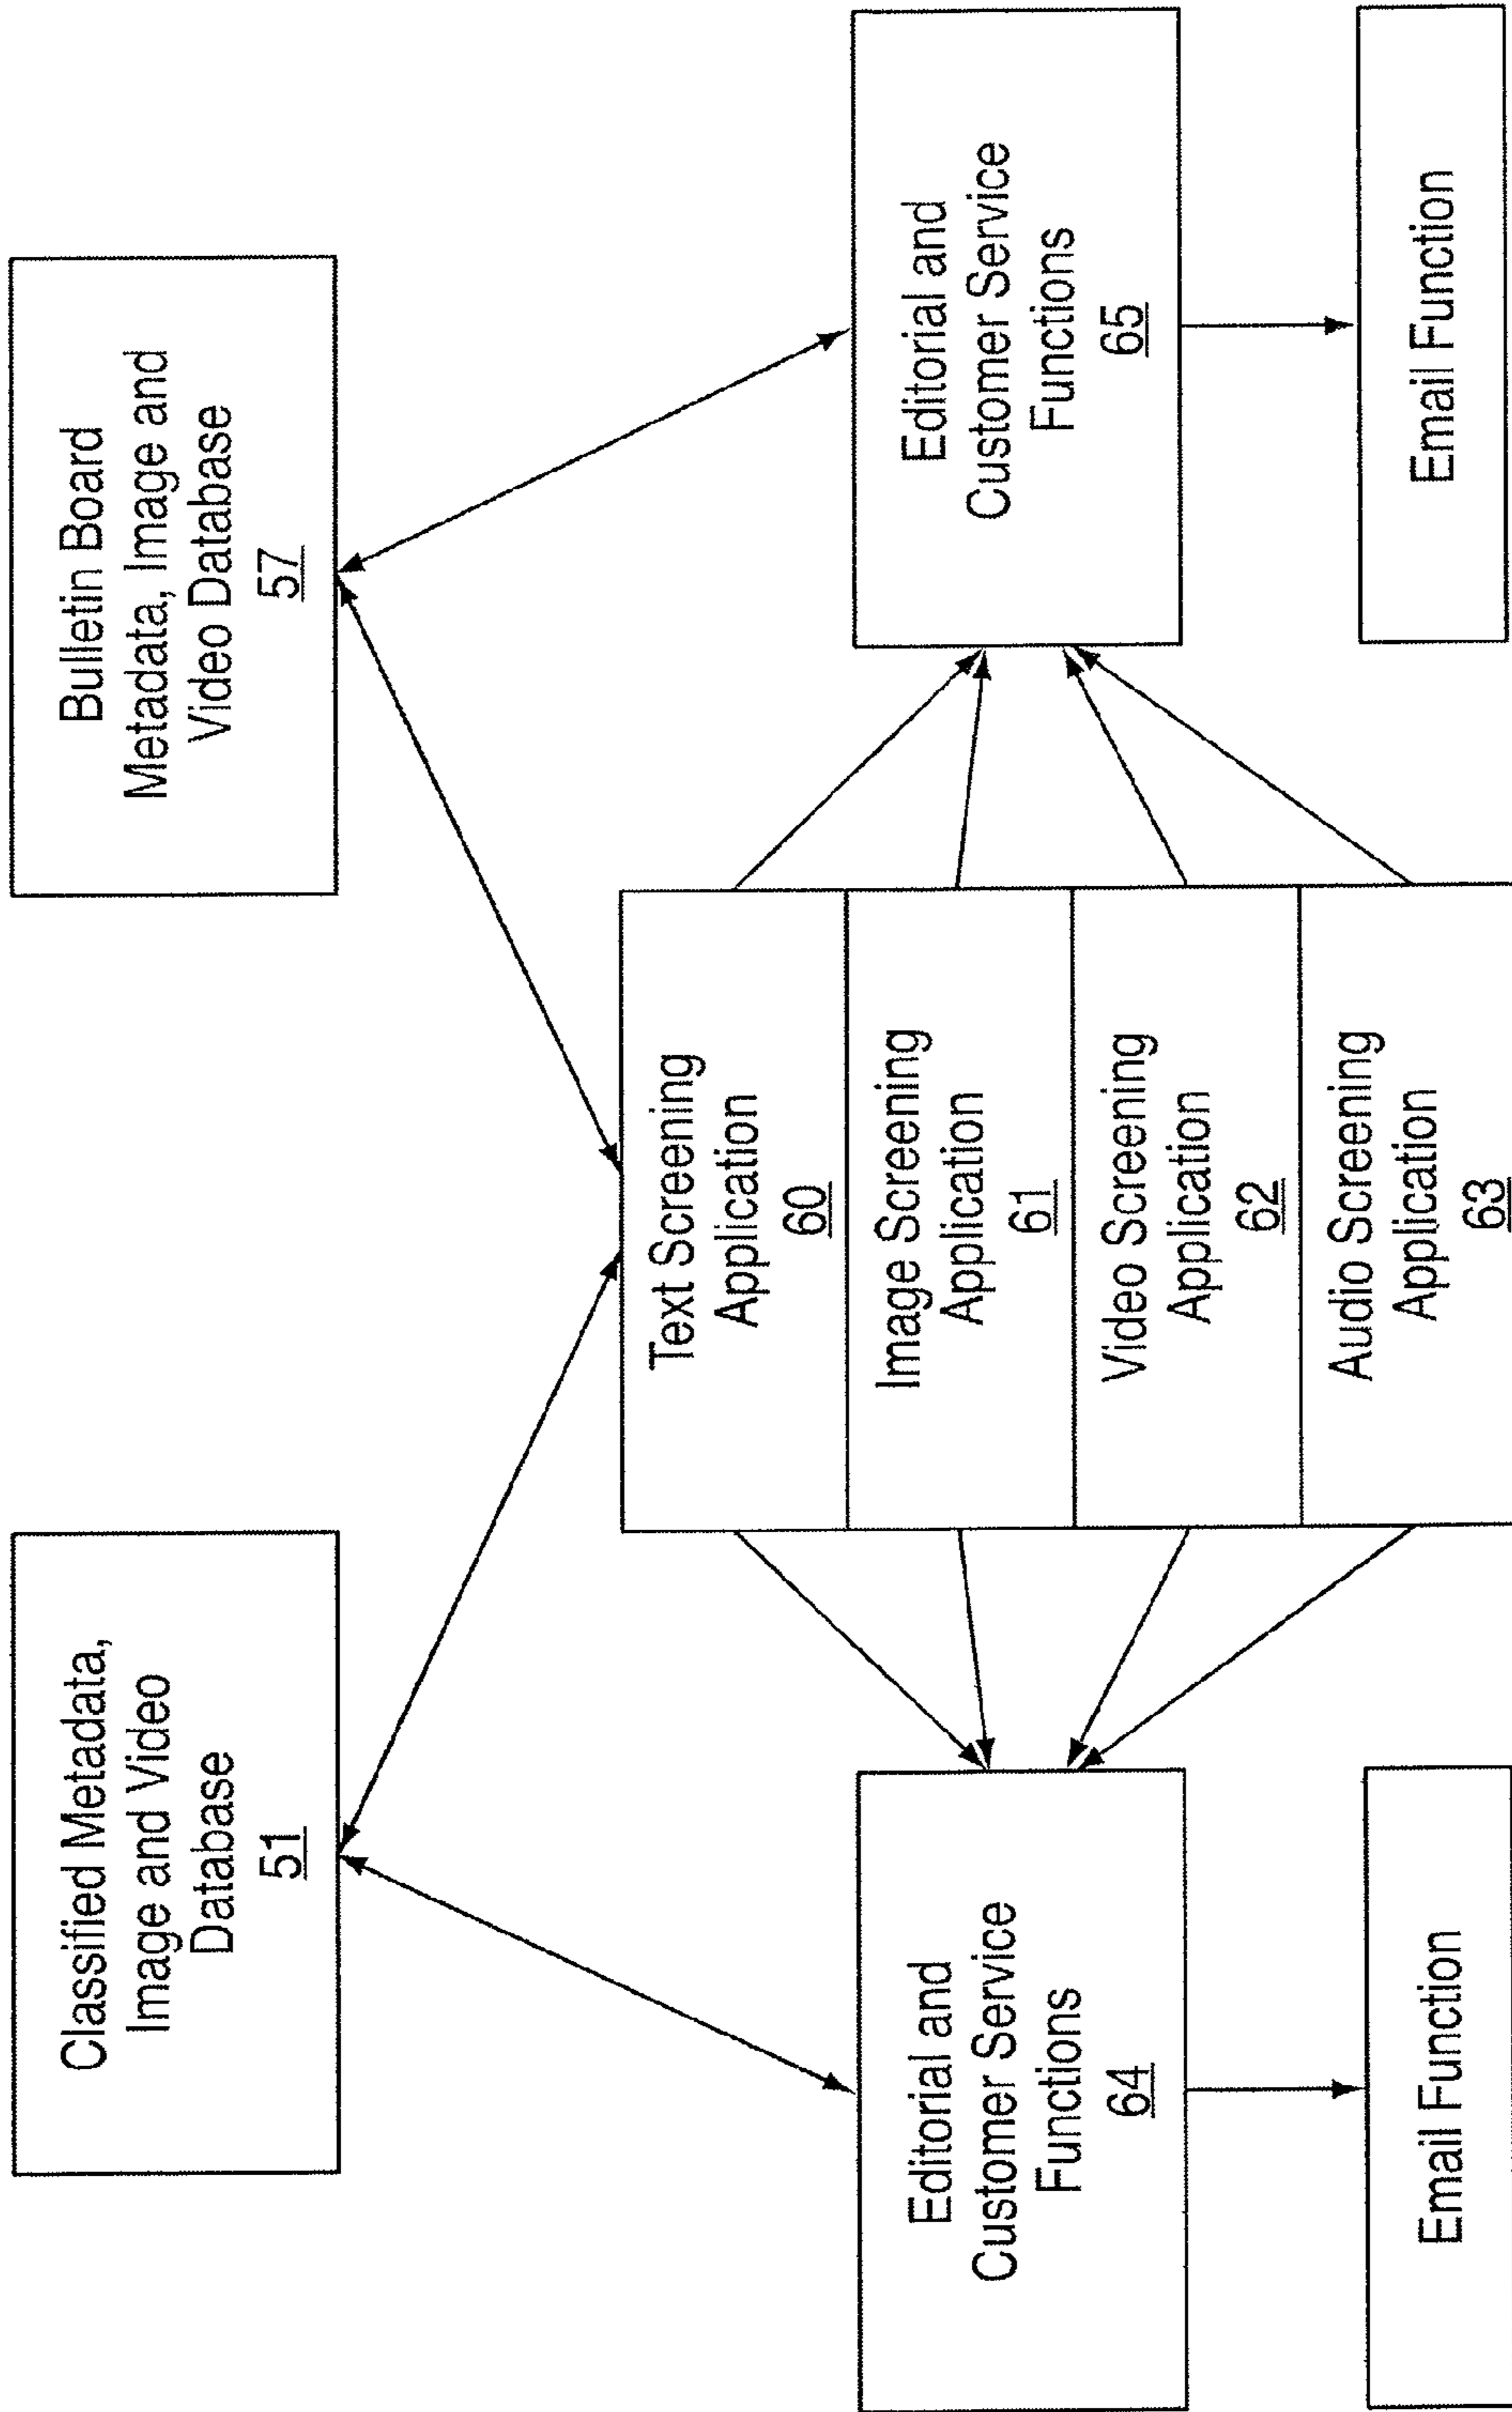 Classified Metadata,
Image and Video
Database
51
Bulletin Board
Metadata, Image and
Video Database
57
Text Screening
Application
60
Image Screening
Application
61
Video Screening
Application
62
Audio Screening
Application
63
Editorial and
Customer Service
Functions
64
Editorial and
Customer Service
Functions
65
Email Function
Email Function